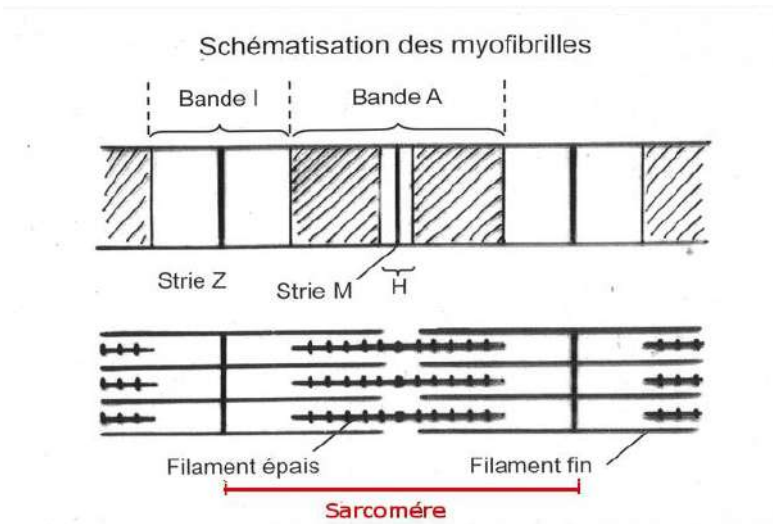 Schématisation des myofibrilles
Bande I Bande A
Strie Z Strie M H
Filament épais Filament fin
Sarcomére